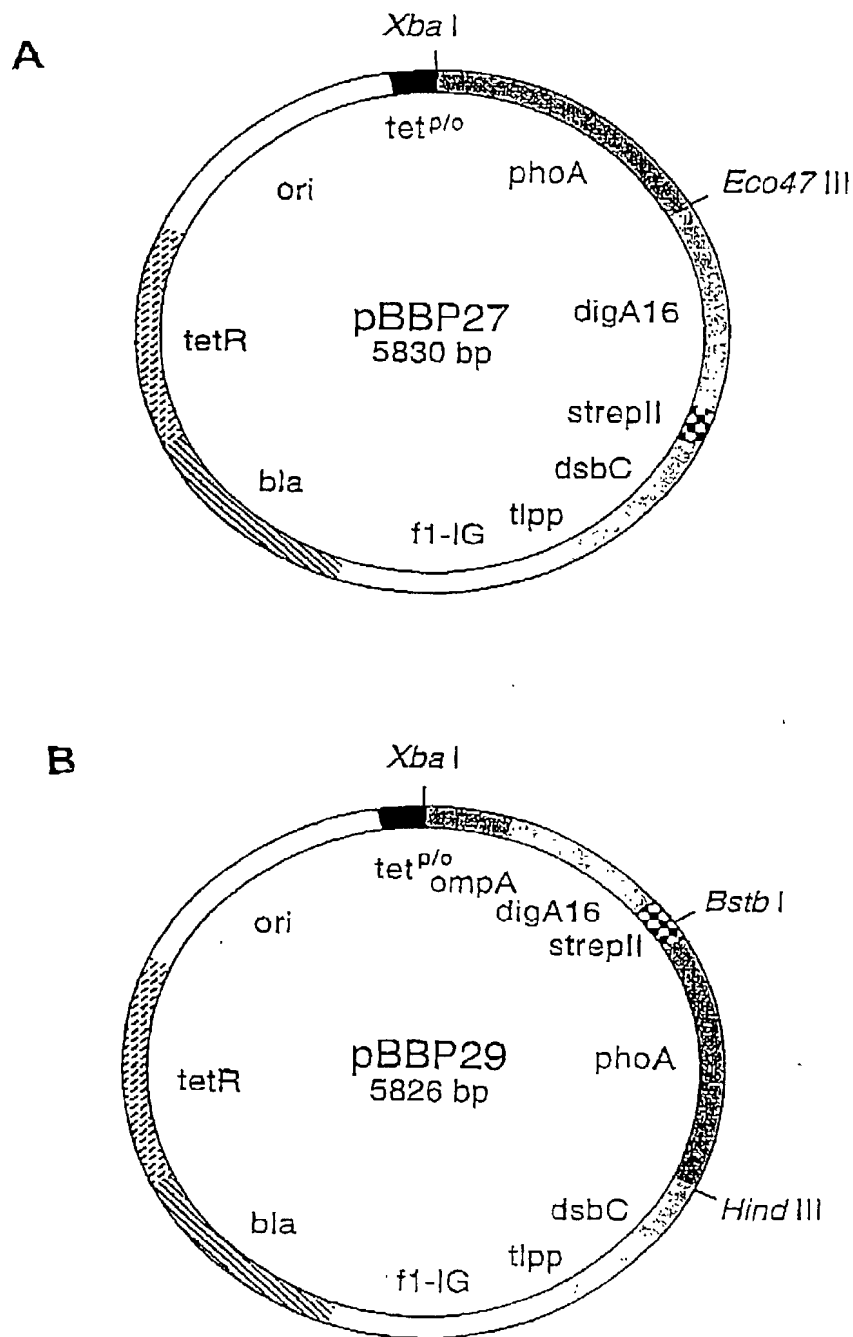 A
Xba I
tet p/o
phoA
ori
Eco47 III
pBBP27
5830 bp
digA16
tetR
strepII
dsbC
bla
tlpp
f1-IG
B
Xba I
tet p/o
ompA
digA16
BstbI
ori
strepII
pBBP29
5826 bp
phoA
tetR
dsbC
Hind III
bla
tlpp
f1-IG